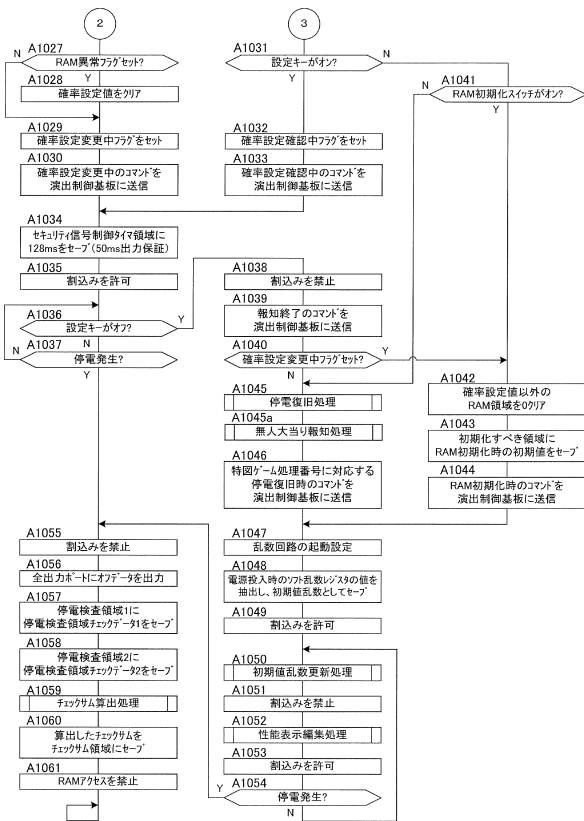 2
A1027
N
RAM異常フラグセット?
Y
A1028
確率設定値をクリア
A1029
確率設定変更中フラグをセット
A1030
確率設定変更中のコマンドを
演出制御基板に送信
A1034
セキュリティ信号制御タイマ領域に
128msをセーブ(50ms出力保証)
A1035
割込みを許可
A1036
設定キーがオフ?
Y
N
A1037
停電発生?
N
Y
A1055
割込みを禁止
A1056
全出力ポートにオフデータを出力
A1057
停電検査領域1に
停電検査領域チェックデータ1をセーブ
A1058
停電検査領域2に
停電検査領域チェックデータ2をセーブ
A1059
チェックサム算出処理
A1060
算出したチェックサムを
チェックサム領域にセーブ
A1061
RAMアクセスを禁止
3
A1031
設定キーがオン?
N
Y
A1032
確率設定確認中フラグをセット
A1033
確率設定確認中のコマンドを
演出制御基板に送信
A1038
割込みを禁止
A1039
報知終了のコマンドを
演出制御基板に送信
A1040
確率設定変更中フラグセット?
Y
N
A1045
停電復旧処理
A1045a
無人大当り報知処理
A1046
特図ゲーム処理番号に対応する
停電復旧時のコマンドを
演出制御基板に送信
A1047
乱数回路の起動設定
A1048
電源投入時のソフト乱数レジスタの値を
抽出し、初期値乱数としてセーブ
A1049
割込みを許可
A1050
初期値乱数更新処理
A1051
割込みを禁止
A1052
性能表示編集処理
A1053
割込みを許可
A1054
停電発生?
Y
N
A1041
N
RAM初期化スイッチがオン?
Y
A1042
確率設定値以外の
RAM領域を0クリア
A1043
初期化すべき領域に
RAM初期化時の初期値をセーブ
A1044
RAM初期化時のコマンドを
演出制御基板に送信